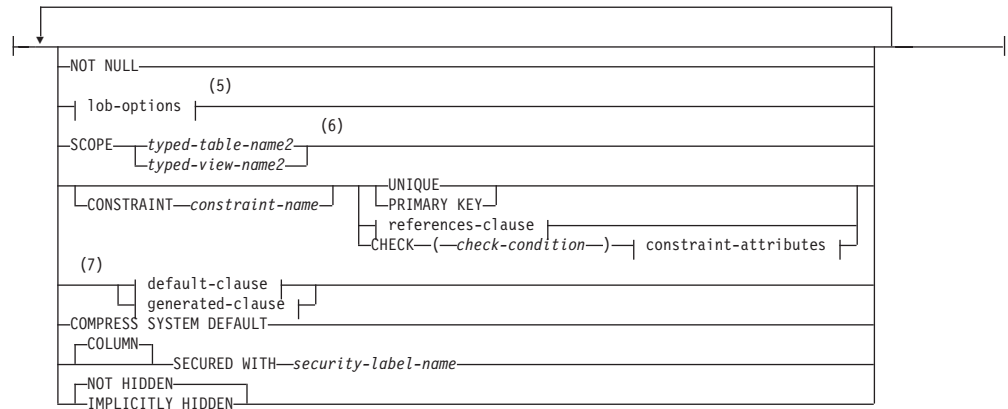 NOT NULL
(5)
lob-options
(6)
SCOPE typed-table-name2
typed-view-name2
UNIQUE
CONSTRAINT constraint-name PRIMARY KEY
references-clause
CHECK ( check-condition ) constraint-attributes
(7)
default-clause
generated-clause
COMPRESS SYSTEM DEFAULT
COLUMN
SECURED WITH security-label-name
NOT HIDDEN
IMPLICITLY HIDDEN